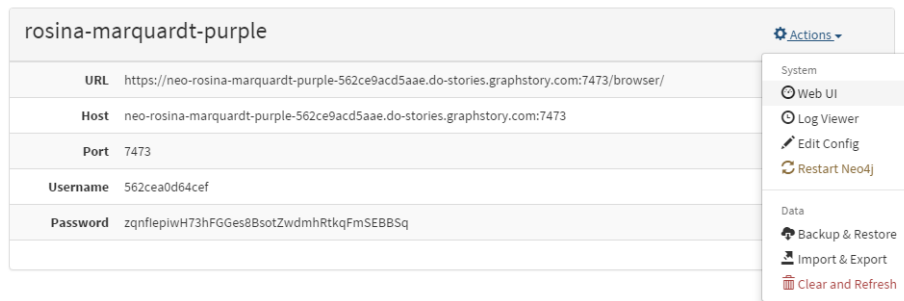 rosina-marquardt-purple
Actions
URL https://neo-rosina-marquardt-purple-562ce9acd5aae.do-stories.graphstory.com:7473/browser/
Host neo-rosina-marquardt-purple-562ce9acd5aae.do-stories.graphstory.com:7473
Port 7473
Username 562cea0d64cef
Password zqnfIepiwH73hFGGes8BsotZwdmhRtkqFmSEBBSq
System
Web UI
Log Viewer
Edit Config
Restart Neo4j
Data
Backup & Restore
Import & Export
Clear and Refresh